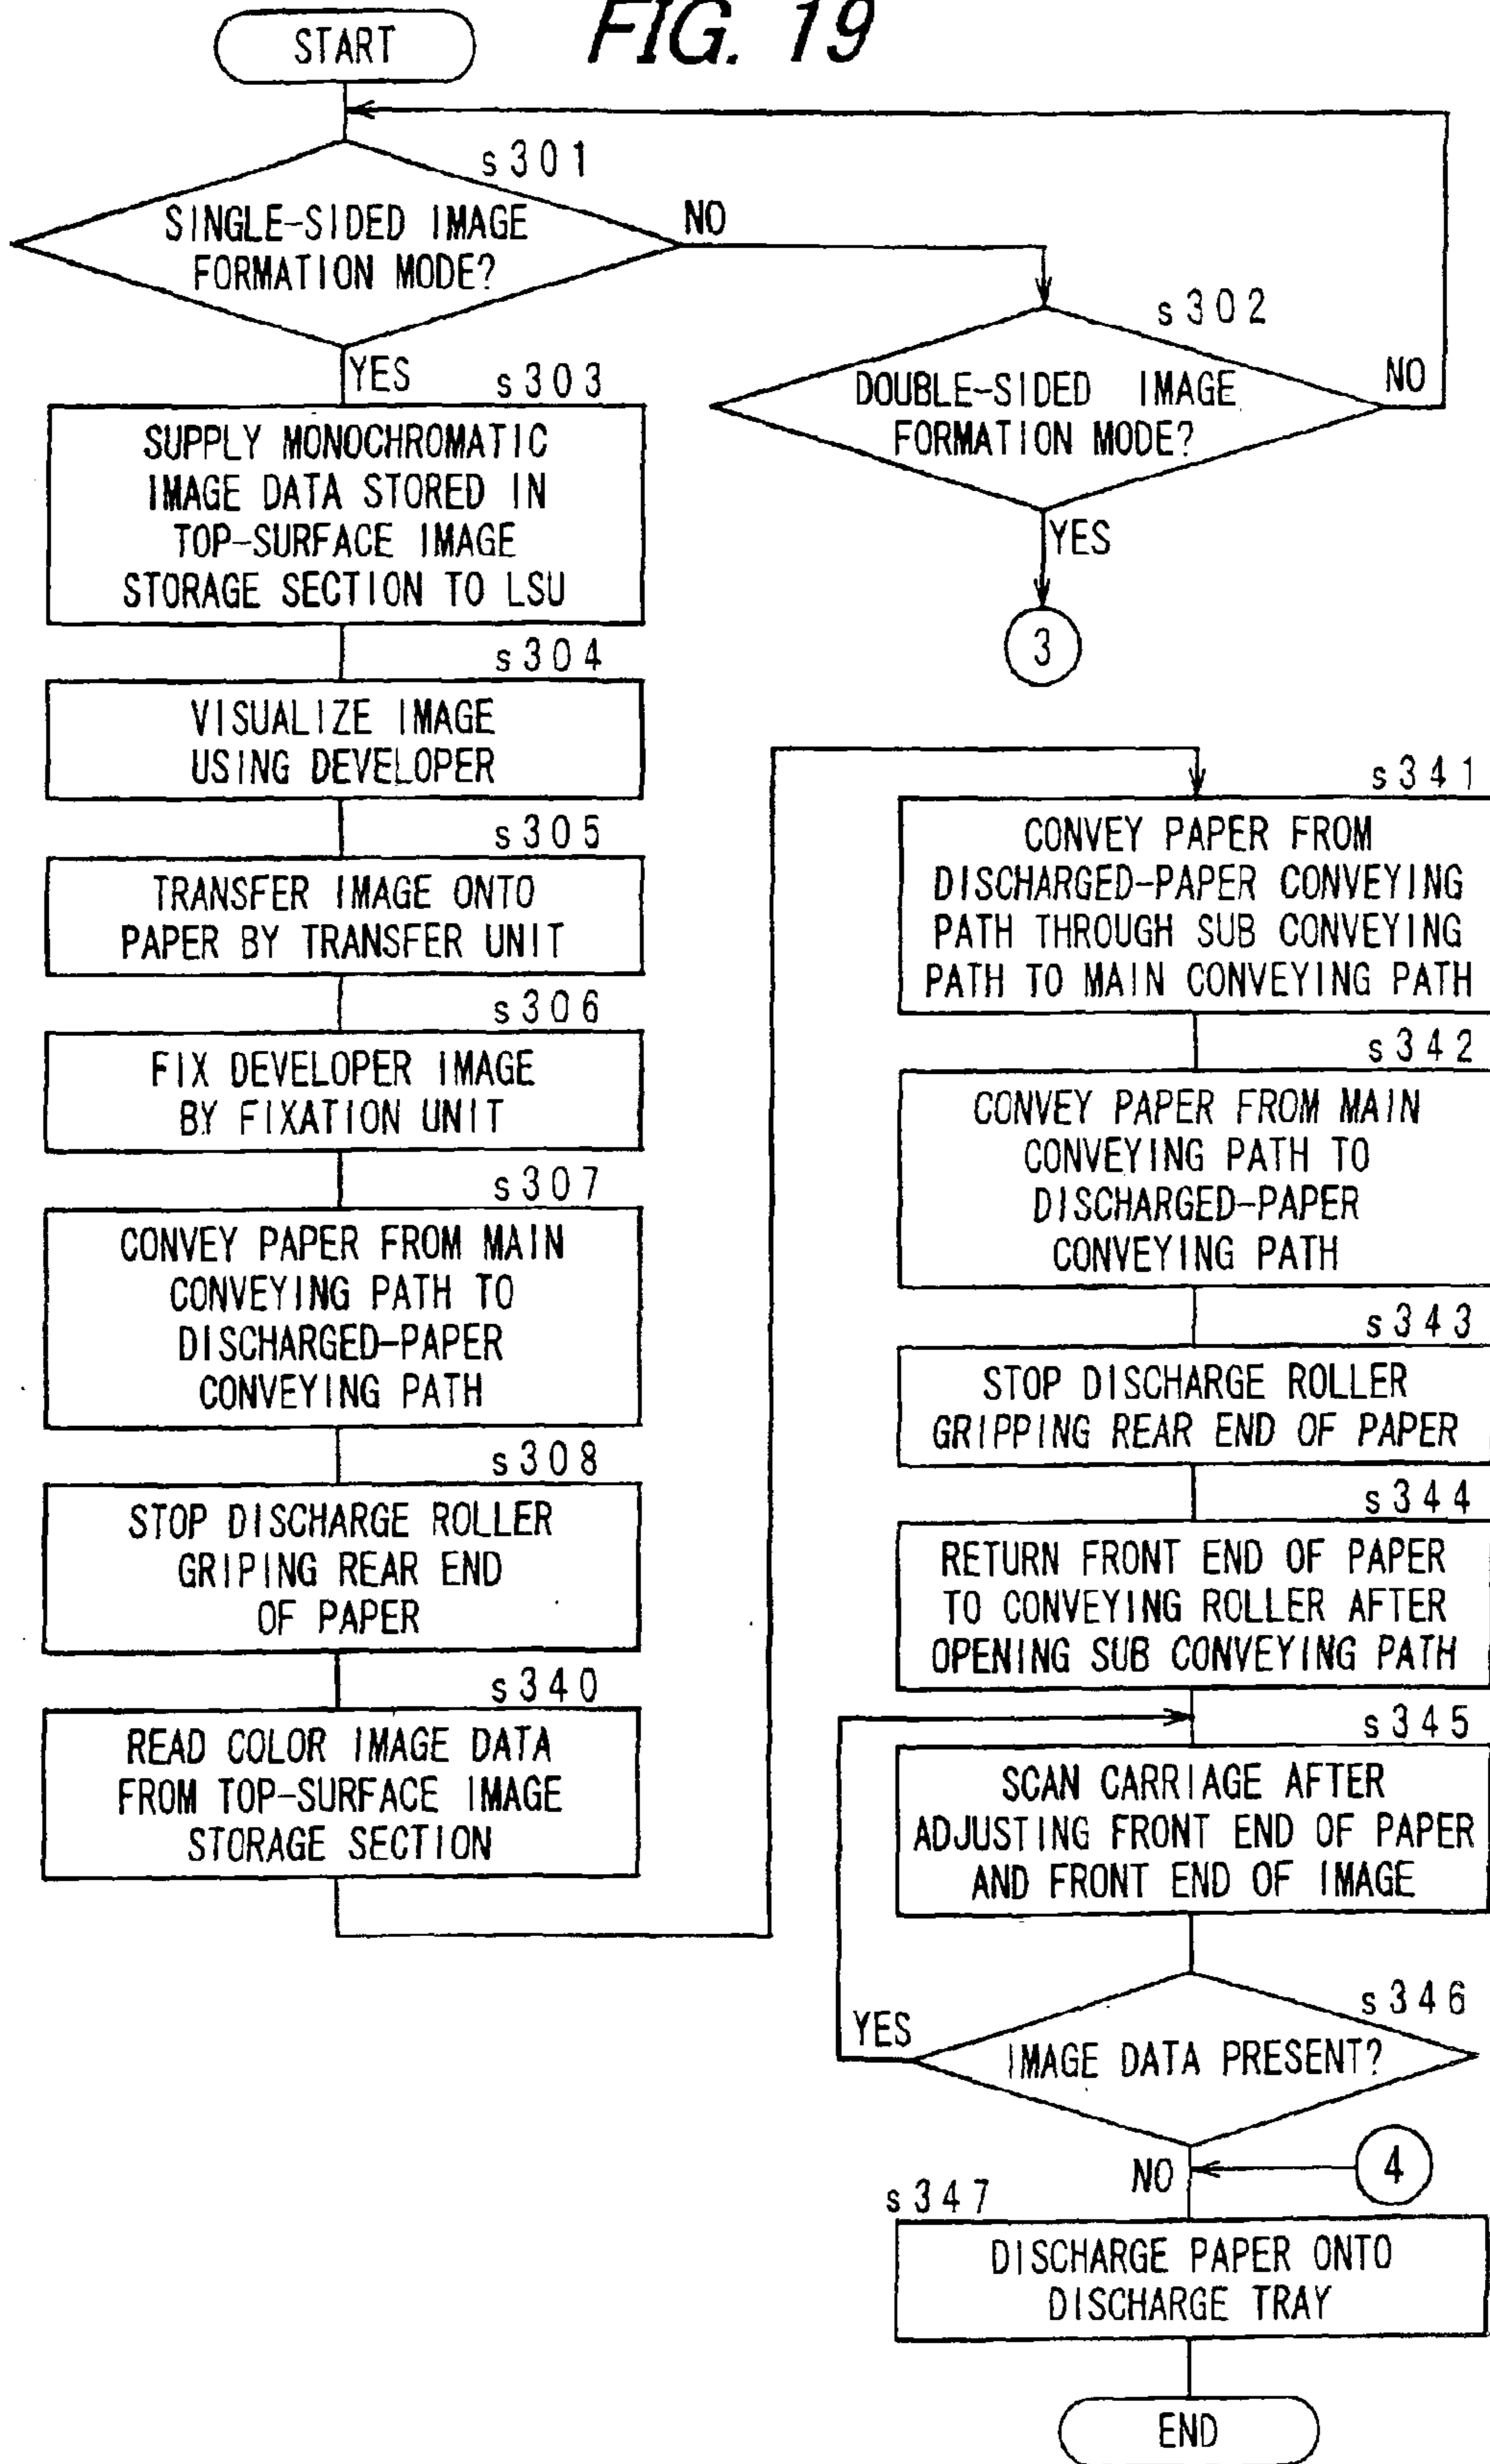 FIG. 19
START
s301
SINGLE-SIDED IMAGE
FORMATION MODE?
NO
YES
s302
DOUBLE-SIDED IMAGE
FORMATION MODE?
NO
YES
3
s303
SUPPLY MONOCHROMATIC
IMAGE DATA STORED IN
TOP-SURFACE IMAGE
STORAGE SECTION TO LSU
s304
VISUALIZE IMAGE
USING DEVELOPER
s305
TRANSFER IMAGE ONTO
PAPER BY TRANSFER UNIT
s306
FIX DEVELOPER IMAGE
BY FIXATION UNIT
s307
CONVEY PAPER FROM MAIN
CONVEYING PATH TO
DISCHARGED-PAPER
CONVEYING PATH
s308
STOP DISCHARGE ROLLER
GRIPING REAR END
OF PAPER
s340
READ COLOR IMAGE DATA
FROM TOP-SURFACE IMAGE
STORAGE SECTION
s341
CONVEY PAPER FROM
DISCHARGED-PAPER CONVEYING
PATH THROUGH SUB CONVEYING
PATH TO MAIN CONVEYING PATH
s342
CONVEY PAPER FROM MAIN
CONVEYING PATH TO
DISCHARGED-PAPER
CONVEYING PATH
s343
STOP DISCHARGE ROLLER
GRIPPING REAR END OF PAPER
s344
RETURN FRONT END OF PAPER
TO CONVEYING ROLLER AFTER
OPENING SUB CONVEYING PATH
s345
SCAN CARRIAGE AFTER
ADJUSTING FRONT END OF PAPER
AND FRONT END OF IMAGE
s346
YES
IMAGE DATA PRESENT?
NO
4
s347
DISCHARGE PAPER ONTO
DISCHARGE TRAY
END